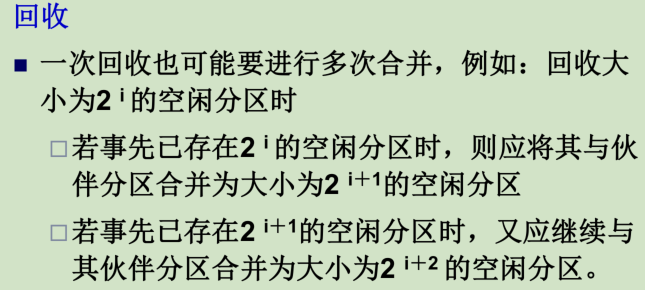 回收
■ 一次回收也可能要进行多次合并，例如：回收大
小为2 ⁱ 的空闲分区时
□若事先已存在2 ⁱ 的空闲分区时，则应将其与伙
伴分区合并为大小为2 ⁱ⁺¹的空闲分区
□若事先已存在2 ⁱ⁺¹的空闲分区时，又应继续与
其伙伴分区合并为大小为2 ⁱ⁺² 的空闲分区。